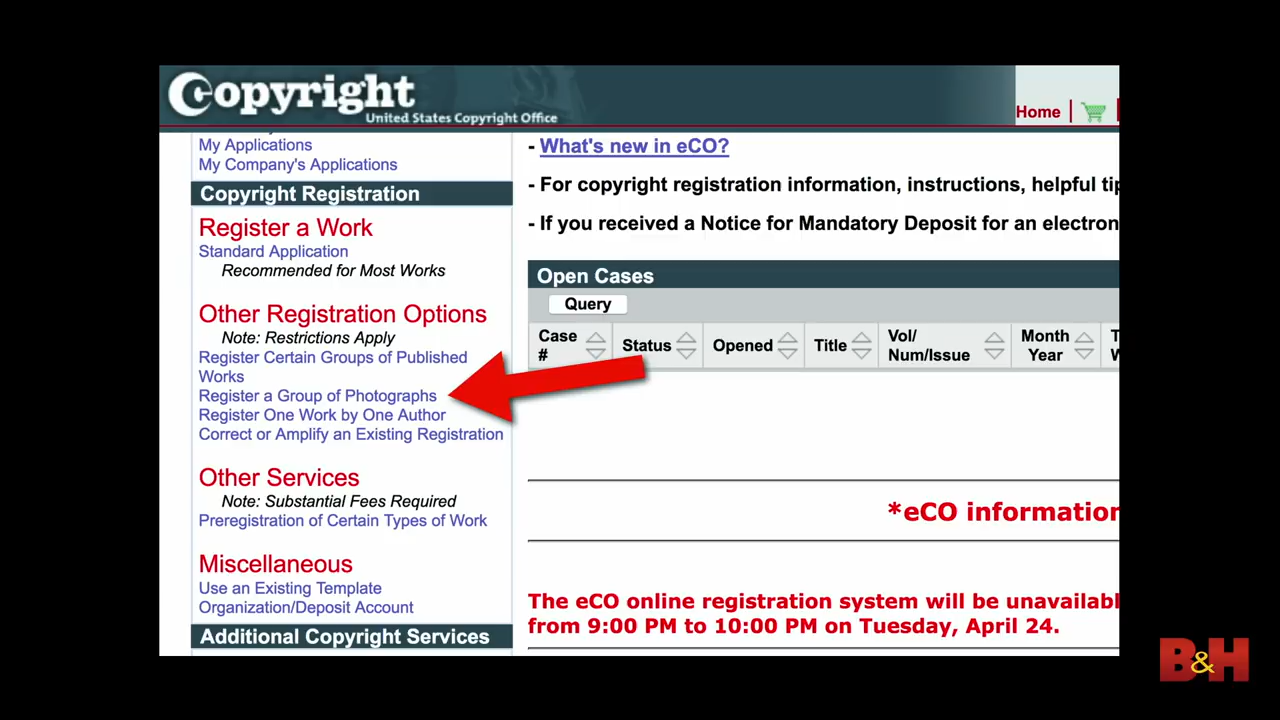 Copyright
United States Copyright Office
Home
My Applications
My Company's Applications
Copyright Registration
Register a Work
Standard Application
Recommended for Most Works
Other Registration Options
Note: Restrictions Apply
Register Certain Groups of Published
Works
Register a Group of Photographs
Register One Work by One Author
Correct or Amplify an Existing Registration
Other Services
Note: Substantial Fees Required
Preregistration of Certain Types of Work
Miscellaneous
Use an Existing Template
Organization/Deposit Account
Additional Copyright Services
- What's new in eCO?
- For copyright registration information, instructions, helpful
- If you received a Notice for Mandatory Deposit for an
Open Cases
Query
Case
#
Status
Opened
Title
Vol/
Num/Issue
Month
Year
*eCO information
The eCO online registration system will be
from 9:00 PM to 10:00 PM on Tuesday, April 24.
B&H